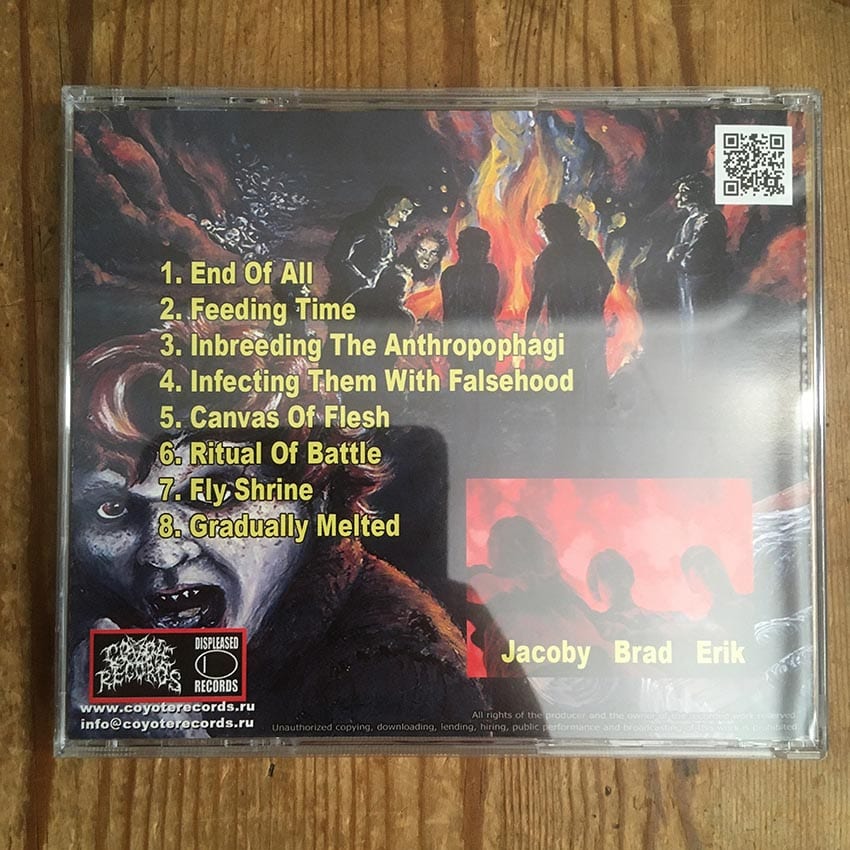 1. End Of All
2. Feeding Time
3. Inbreeding The Anthropophagi
4. Infecting Them With Falsehood
5. Canvas Of Flesh
6. Ritual Of Battle
7. Fly Shrine
8. Gradually Melted
Jacoby Brad Erik
COYOTE
RECORDS
DISPLEASED
RECORDS
www.coyoterecords.ru
info@coyoterecords.ru
All rights of the producer and the owner of the recorded work reserved.
Unauthorized copying, downloading, lending, hiring, public performance and broadcasting of this work is prohibited